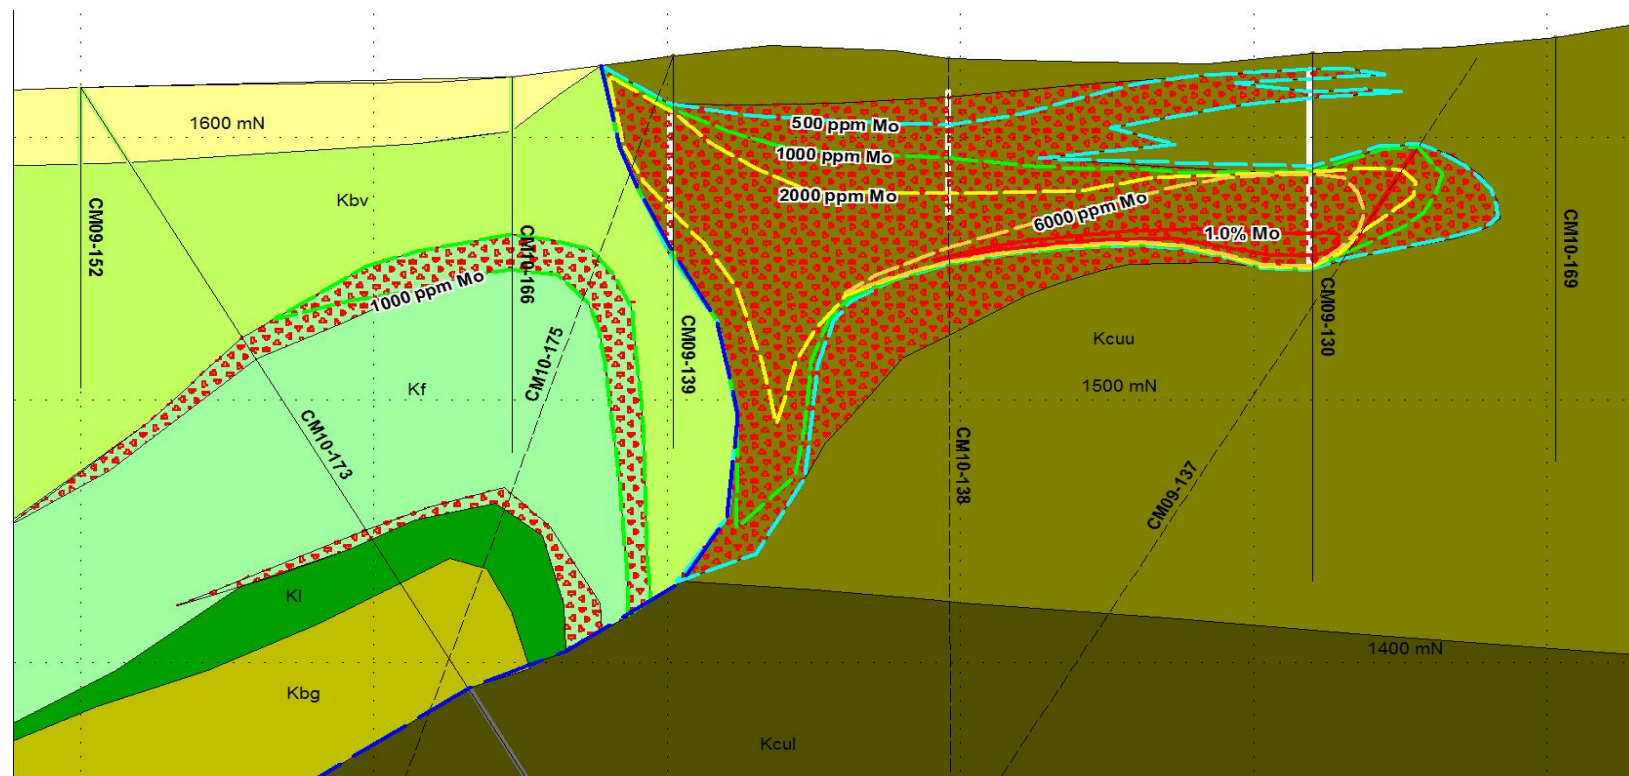 1600 mN
500 ppm Mo
1000 ppm Mo
2000 ppm Mo
6000 ppm Mo
1.0% Mo
Kbv
CM09-152
CM10-166
CM10-169
1000 ppm Mo
CM10-175
CM09-139
CM09-130
Kcuu
1500 mN
Kf
CM10-173
CM10-138
CM09-137
Kl
1400 mN
Kbg
Kcul